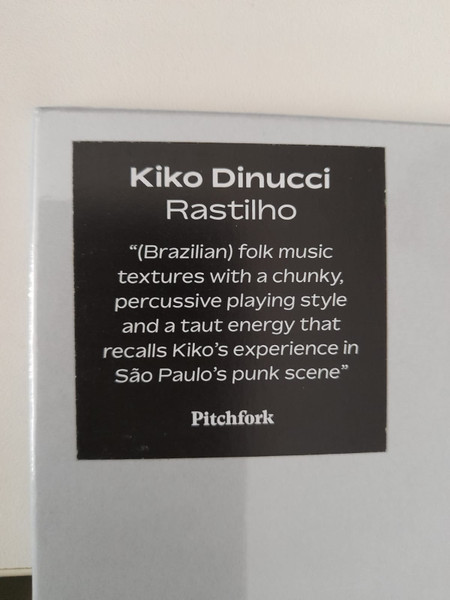 Kiko Dinucci
Rastilho
“(Brazilian) folk music
textures with a chunky,
percussive playing style
and a taut energy that
recalls Kiko’s experience in
São Paulo’s punk scene”
Pitchfork